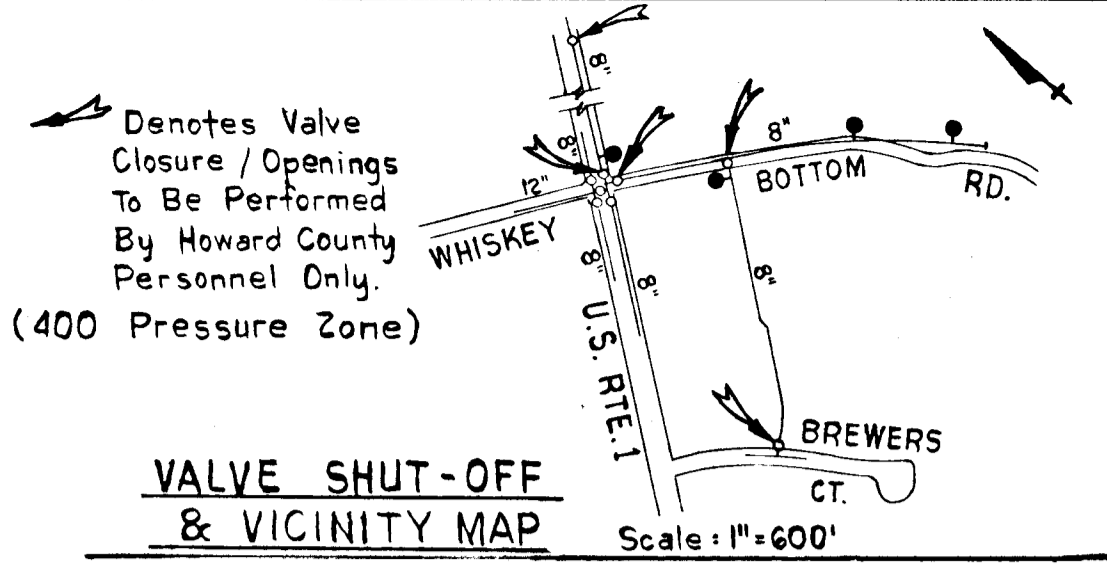 Denotes Valve
Closure / Openings
To Be Performed
By Howard County
Personnel Only.
(400 Pressure Zone)
8"
8"
12"
8"
WHISKEY
BOTTOM
RD.
8"
8"
8"
U.S. RTE. 1
BREWERS
CT.
VALVE SHUT-OFF
& VICINITY MAP
Scale : 1" = 600'